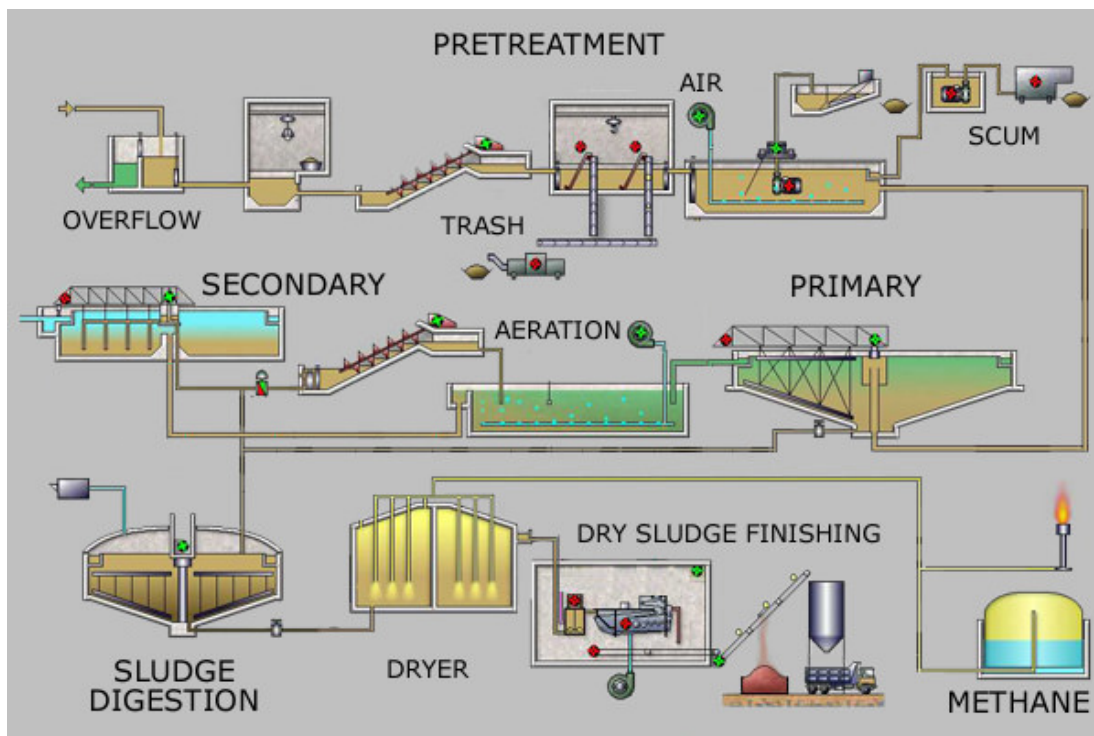 PRETREATMENT
AIR
SCUM
OVERFLOW
TRASH
SECONDARY
PRIMARY
AERATION
DRY SLUDGE FINISHING
SLUDGE
DIGESTION
DRYER
METHANE